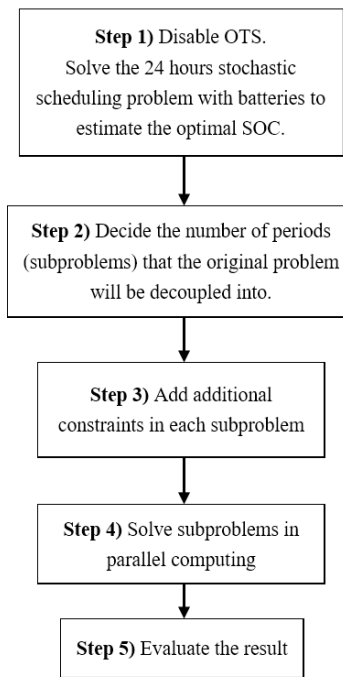 Step 1) Disable OTS.
Solve the 24 hours stochastic
scheduling problem with batteries to
estimate the optimal SOC.
Step 2) Decide the number of periods
(subproblems) that the original problem
will be decoupled into.
Step 3) Add additional
constraints in each subproblem
Step 4) Solve subproblems in
parallel computing
Step 5) Evaluate the result